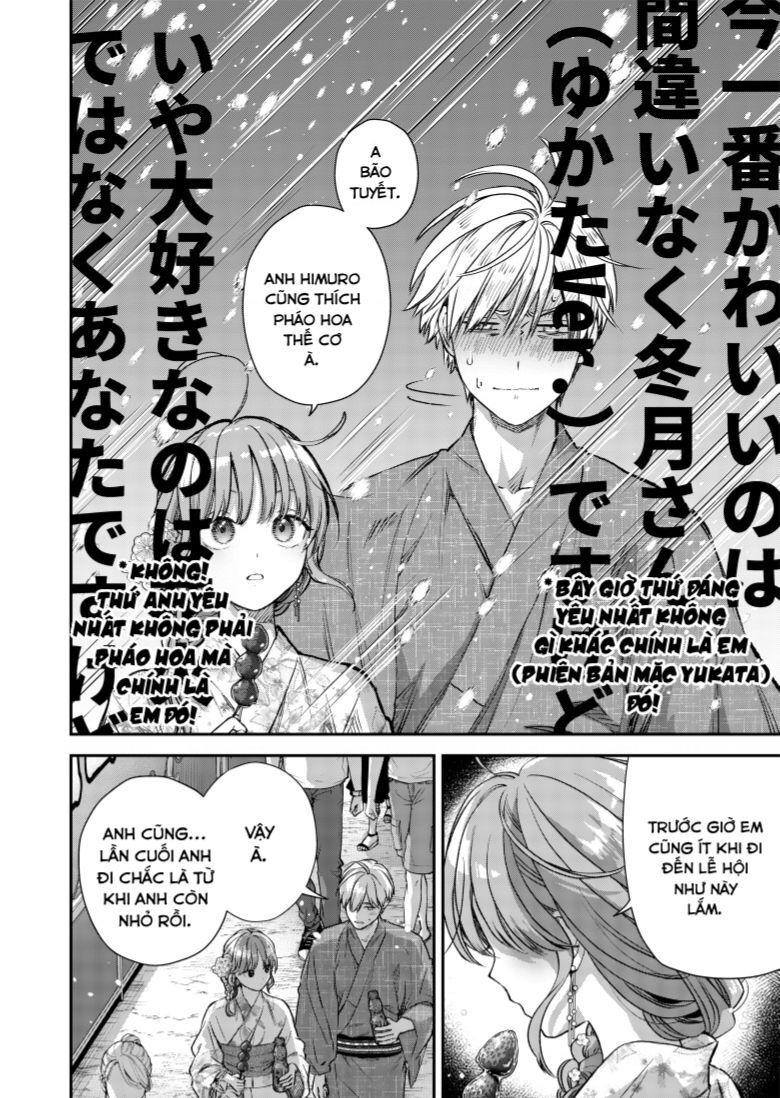 今一番かわいいのは
間違いなく冬月さん
(ゆかたver.)ですけど
A
BÃO
TUYẾT.
ANH HIMURO
CŨNG THÍCH
PHÁO HOA
THẾ CƠ
À.
いや大好きなのは
ではなくあなたですけど
*BÂY GIỜ THỨ ĐÁNG
YÊU NHẤT KHÔNG
GÌ KHÁC CHÍNH LÀ EM
(PHIÊN BẢN MẶC YUKATA)
ĐÓ!
*KHÔNG!
THỨ ANH YÊU
NHẤT KHÔNG PHẢI
PHÁO HOA MÀ
CHÍNH LÀ
EM ĐÓ!
TRƯỚC GIỜ EM
CŨNG ÍT KHI ĐI
ĐẾN LỄ HỘI
NHƯ NÀY
LẮM.
VẬY
À.
ANH CŨNG...
LẦN CUỐI ANH
ĐI CHẮC LÀ TỪ
KHI ANH CÒN
NHỎ RỒI.